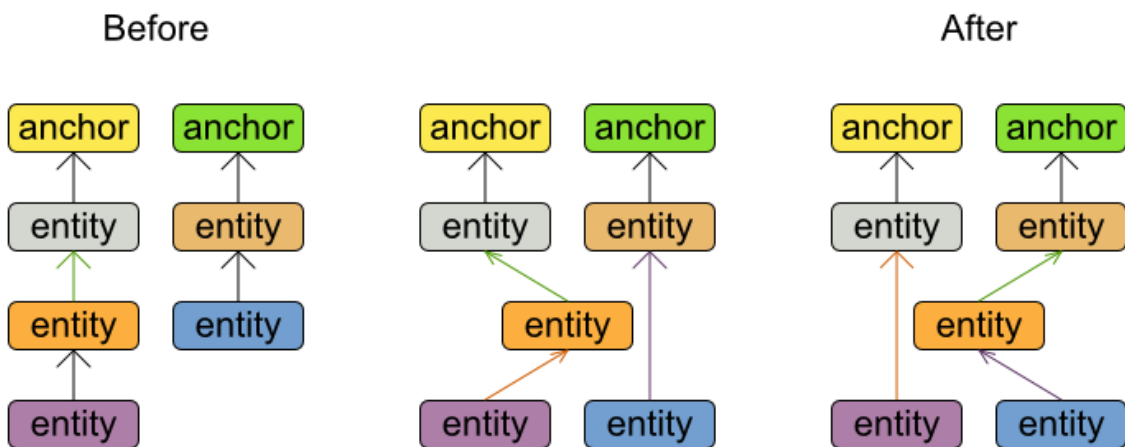 Before After
anchor anchor anchor anchor anchor anchor
entity entity entity entity entity entity
entity entity entity entity
entity entity entity entity entity